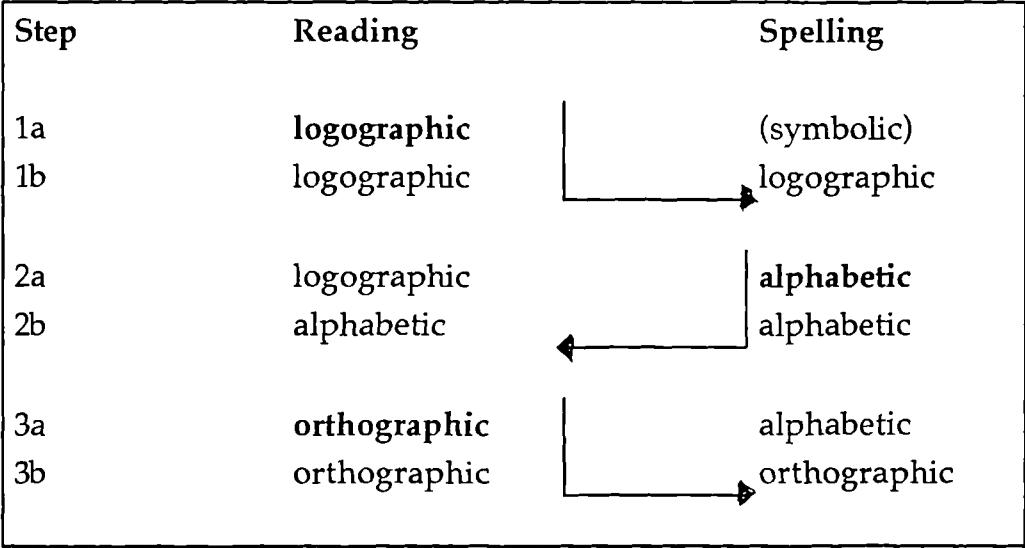 Step Reading Spelling
1a logographic (symbolic)
1b logographic logographic
2a logographic alphabetic
2b alphabetic alphabetic
3a orthographic alphabetic
3b orthographic orthographic